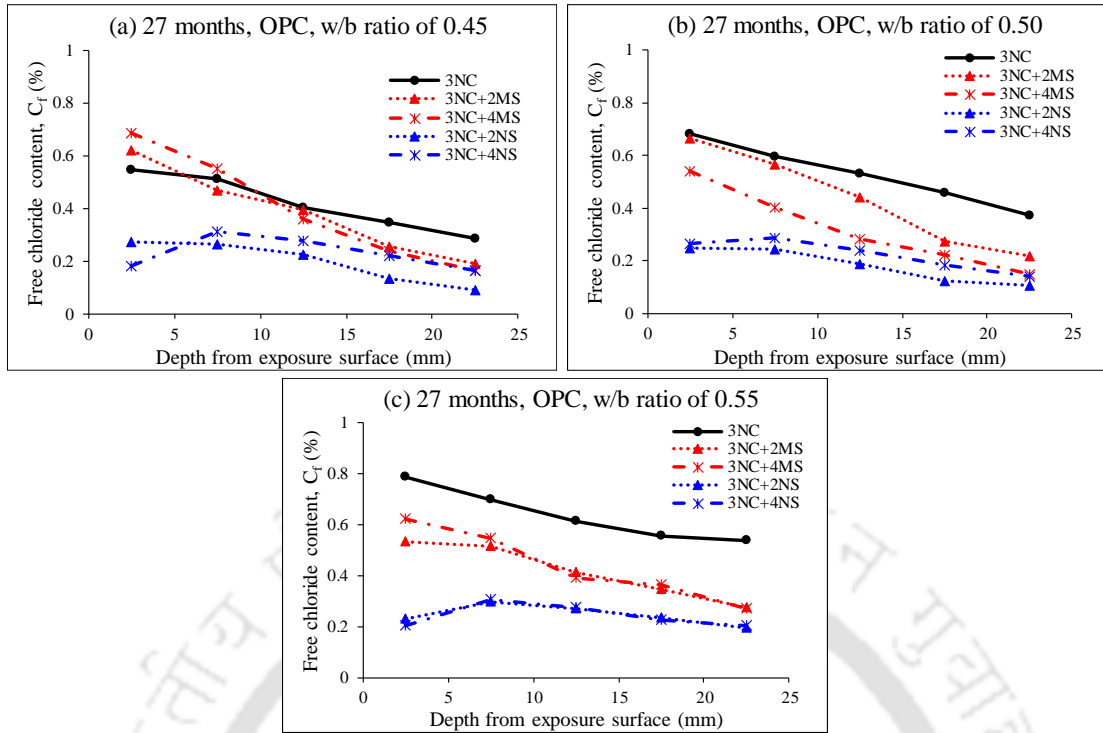 (a) 27 months, OPC, w/b ratio of 0.45
Free chloride content, C_f (%)
1
0.8
0.6
0.4
0.2
0
0 5 10 15 20 25
Depth from exposure surface (mm)
3NC
3NC+2MS
3NC+4MS
3NC+2NS
3NC+4NS
(b) 27 months, OPC, w/b ratio of 0.50
Free chloride content, C_f (%)
1
0.8
0.6
0.4
0.2
0
0 5 10 15 20 25
Depth from exposure surface (mm)
3NC
3NC+2MS
3NC+4MS
3NC+2NS
3NC+4NS
(c) 27 months, OPC, w/b ratio of 0.55
Free chloride content, C_f (%)
1
0.8
0.6
0.4
0.2
0
0 5 10 15 20 25
Depth from exposure surface (mm)
3NC
3NC+2MS
3NC+4MS
3NC+2NS
3NC+4NS